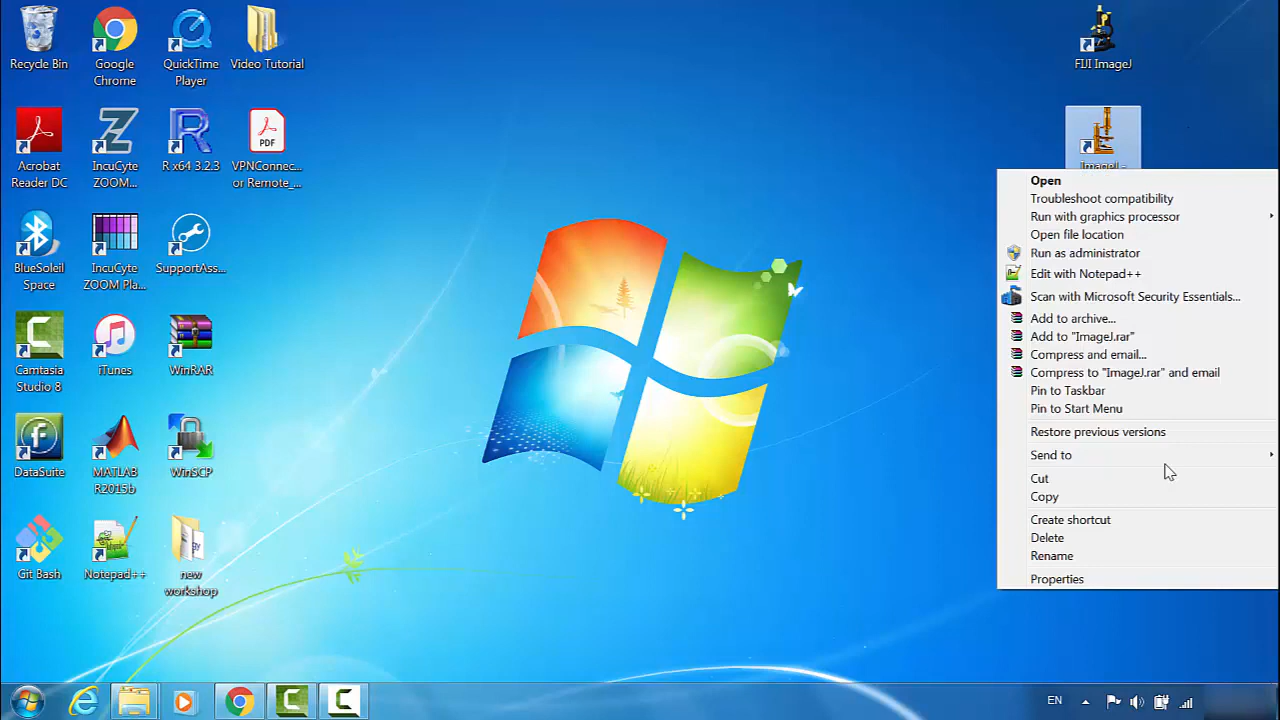 Recycle Bin
Google
Chrome
QuickTime
Player
Video Tutorial
FIJI ImageJ
Acrobat
Reader DC
IncuCyte
ZOOM...
R x64 3.2.3
PDF
VPNConnec...
or Remote_...
ImageJ -
BlueSoleil
Space
IncuCyte
ZOOM Pla...
SupportAss...
Camtasia
Studio 8
iTunes
WinRAR
DataSuite
MATLAB
R2015b
WinSCP
Git Bash
Notepad++
new
workshop
Open
Troubleshoot compatibility
Run with graphics processor
Open file location
Run as administrator
Edit with Notepad++
Scan with Microsoft Security Essentials...
Add to archive...
Add to "ImageJ.rar"
Compress and email...
Compress to "ImageJ.rar" and email
Pin to Taskbar
Pin to Start Menu
Restore previous versions
Send to
Cut
Copy
Create shortcut
Delete
Rename
Properties
EN